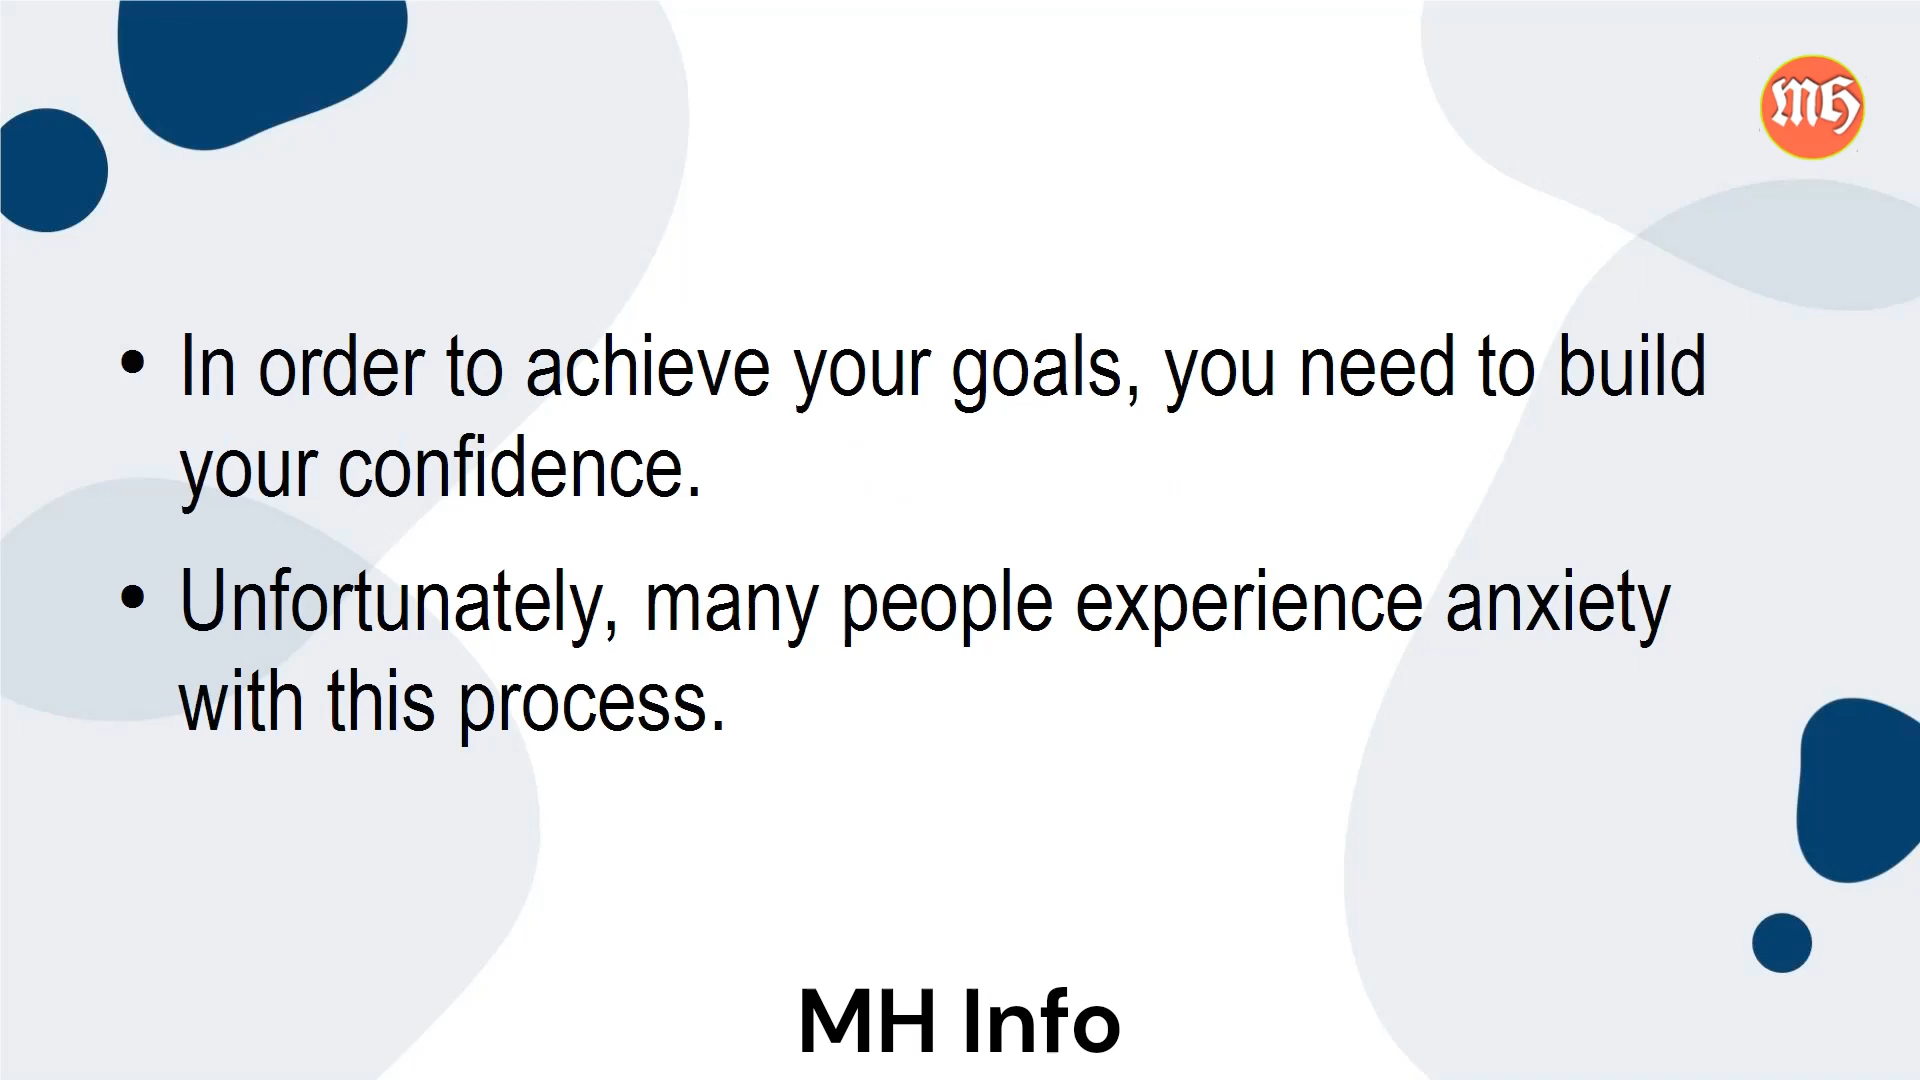 MH
• In order to achieve your goals, you need to build
your confidence.
• Unfortunately, many people experience anxiety
with this process.
MH Info